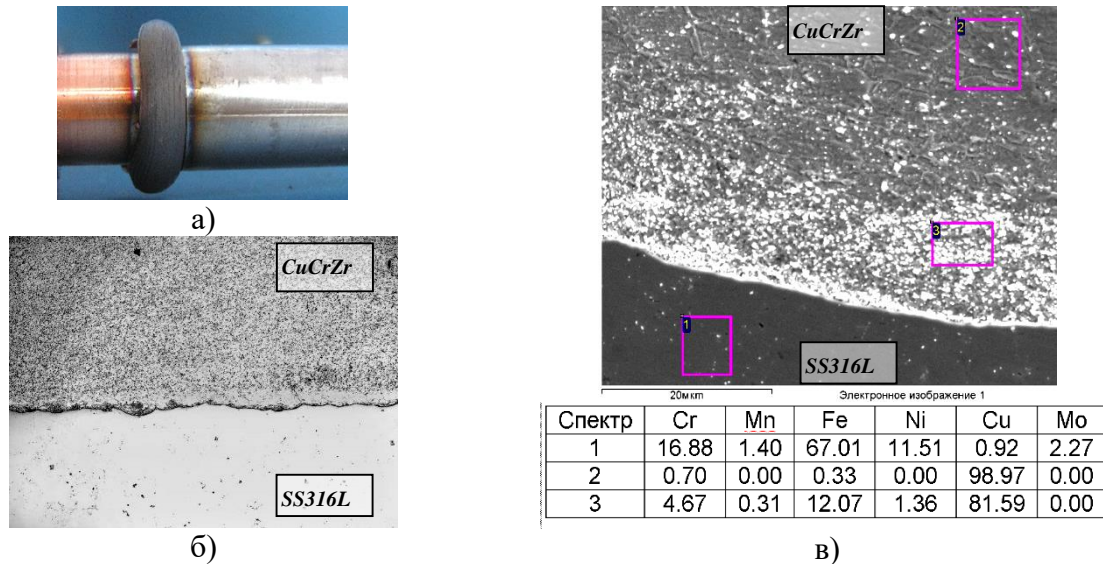 а)
CuCrZr
SS316L
б)
CuCrZr
2
3
1
SS316L
20мкm Электронное изображение 1
Спектр Cr Mn Fe Ni Cu Mo
1 16.88 1.40 67.01 11.51 0.92 2.27
2 0.70 0.00 0.33 0.00 98.97 0.00
3 4.67 0.31 12.07 1.36 81.59 0.00
в)